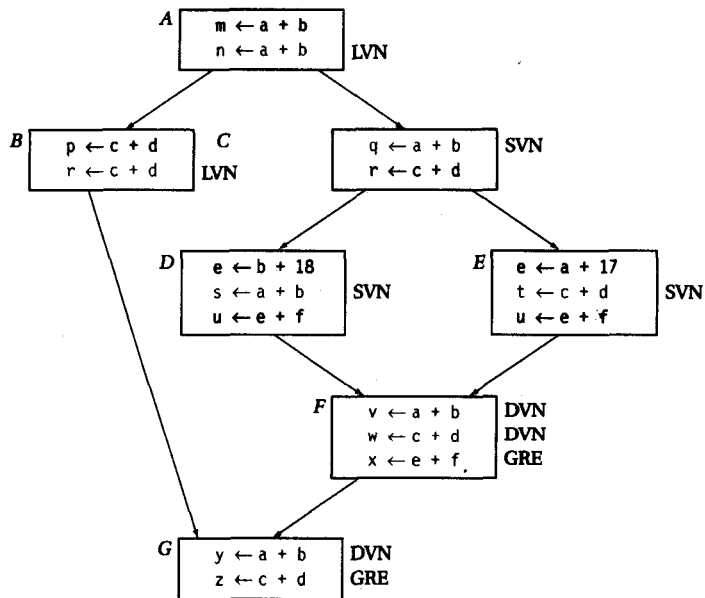 A
m ← a + b
n ← a + b LVN
B
p ← c + d
r ← c + d LVN
C
q ← a + b SVN
r ← c + d
D
e ← b + 18
s ← a + b SVN
u ← e + f
E
e ← a + 17
t ← c + d SVN
u ← e + f
F
v ← a + b DVN
w ← c + d DVN
x ← e + f GRE
G
y ← a + b DVN
z ← c + d GRE